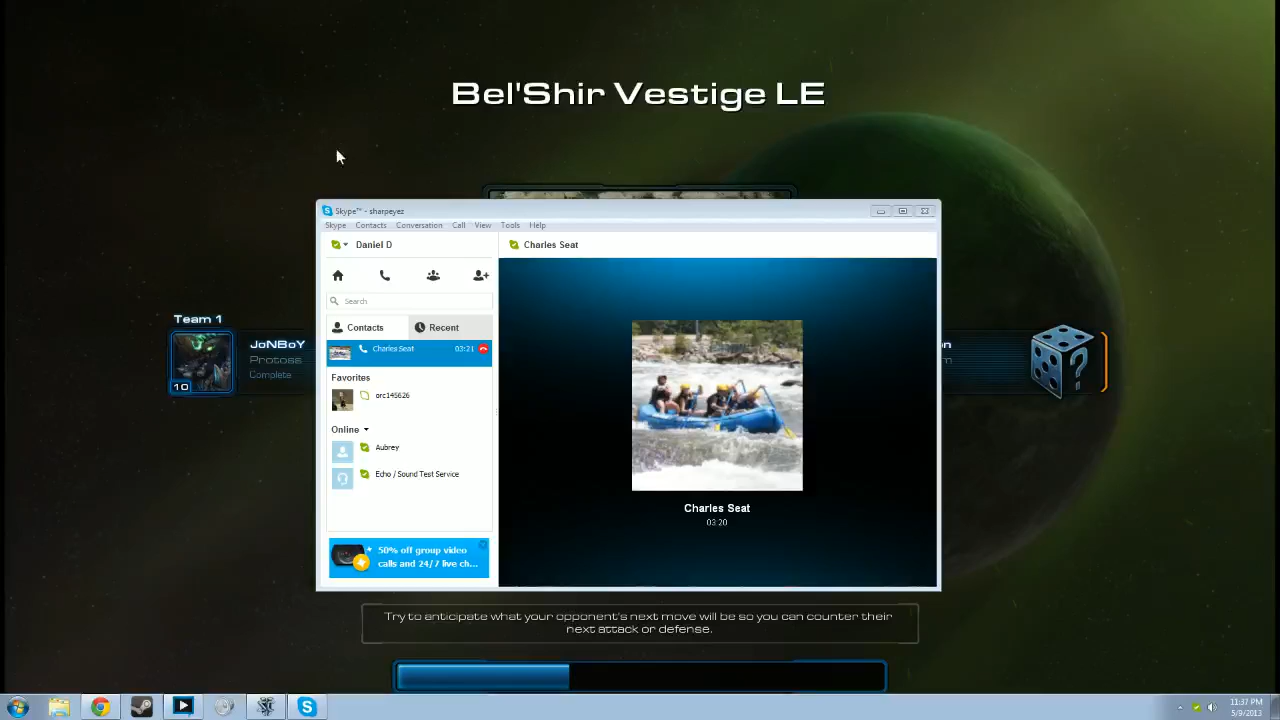 Bel'Shir Vestige LE
Skype™ - sharpeyez
Skype Contacts Conversation Call View Tools Help
Daniel D
Charles Seat
Search
Contacts
Recent
Charles Seat 03:21
Favorites
orc145626
Online
Aubrey
Echo / Sound Test Service
50% off group video
calls and 24/7 live ch...
Charles Seat
03:20
Team 1
JoNBoY
Protoss
Complete
10
Try to anticipate what your opponent's next move will be so you can counter their
next attack or defense.
11:37 PM
5/9/2013